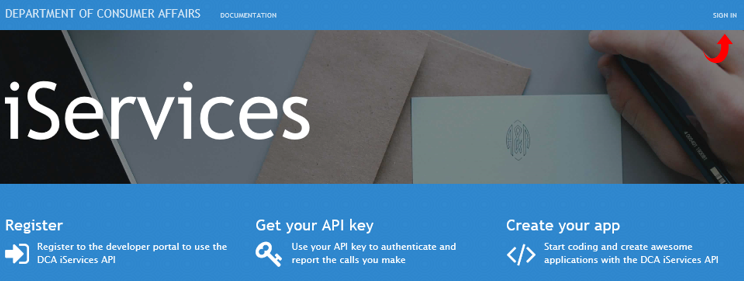 DEPARTMENT OF CONSUMER AFFAIRS DOCUMENTATION SIGN IN
iServices
Register
Register to the developer portal to use the
DCA iServices API
Get your API key
Use your API key to authenticate and
report the calls you make
Create your app
Start coding and create awesome
applications with the DCA iServices API